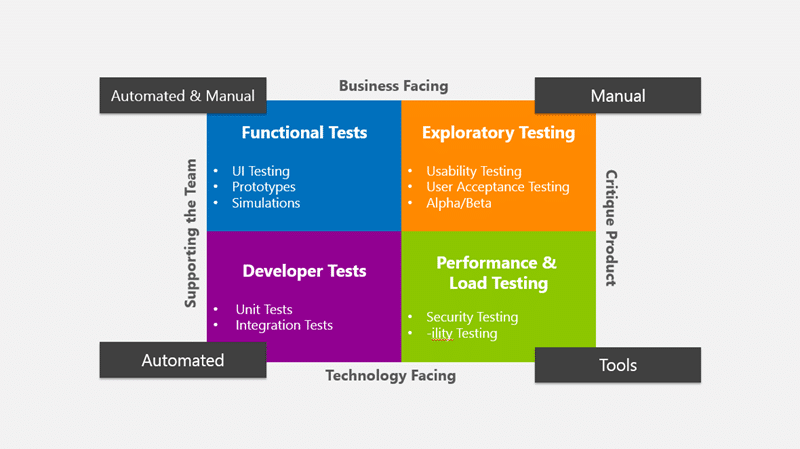 Business Facing
Automated & Manual
Manual
Functional Tests
• UI Testing
• Prototypes
• Simulations
Exploratory Testing
• Usability Testing
• User Acceptance Testing
• Alpha/Beta
Supporting the Team
Critique Product
Developer Tests
• Unit Tests
• Integration Tests
Performance &
Load Testing
• Security Testing
• -ility Testing
Automated
Tools
Technology Facing